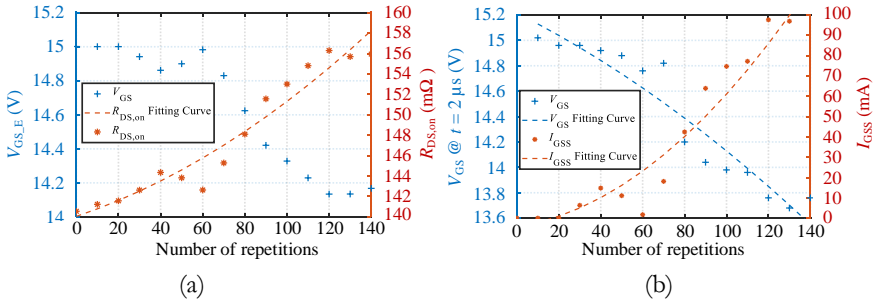 15.2
15
14.8
14.6
14.4
14.2
14
V_GS_E (V)
160
158
156
154
152
150
148
146
144
142
140
R_DS,on (mΩ)
V_GS
R_DS,on Fitting Curve
R_DS,on
0 20 40 60 80 100 120 140
Number of repetitions
(a)
15.2
15
14.8
14.6
14.4
14.2
14
13.8
13.6
V_GS @ t = 2 μs (V)
100
90
80
70
60
50
40
30
20
10
0
I_GSS (mA)
V_GS
V_GS Fitting Curve
I_GSS
I_GSS Fitting Curve
0 20 40 60 80 100 120 140
Number of repetitions
(b)